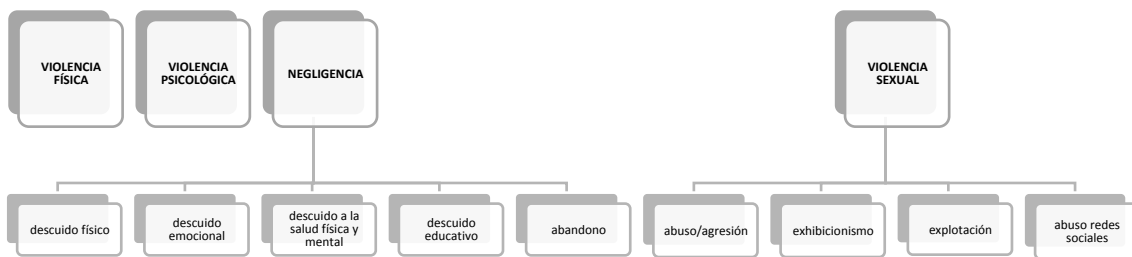 VIOLENCIA
FÍSICA
VIOLENCIA
PSICOLÓGICA
NEGLIGENCIA
VIOLENCIA
SEXUAL
descuido físico
descuido
emocional
descuido a la
salud física y
mental
descuido
educativo
abandono
abuso/agresión
exhibicionismo
explotación
abuso redes
sociales